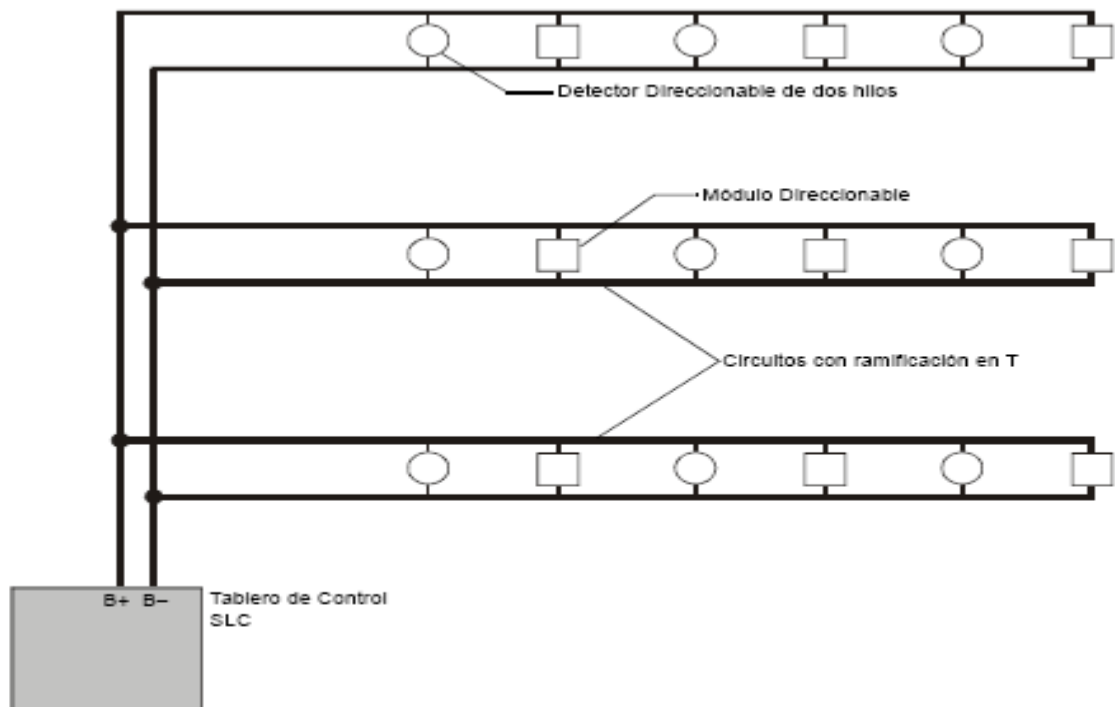 Detector Direccionable de dos hilos
Módulo Direccionable
Circuitos con ramificación en T
B+ B−
Tablero de Control
SLC